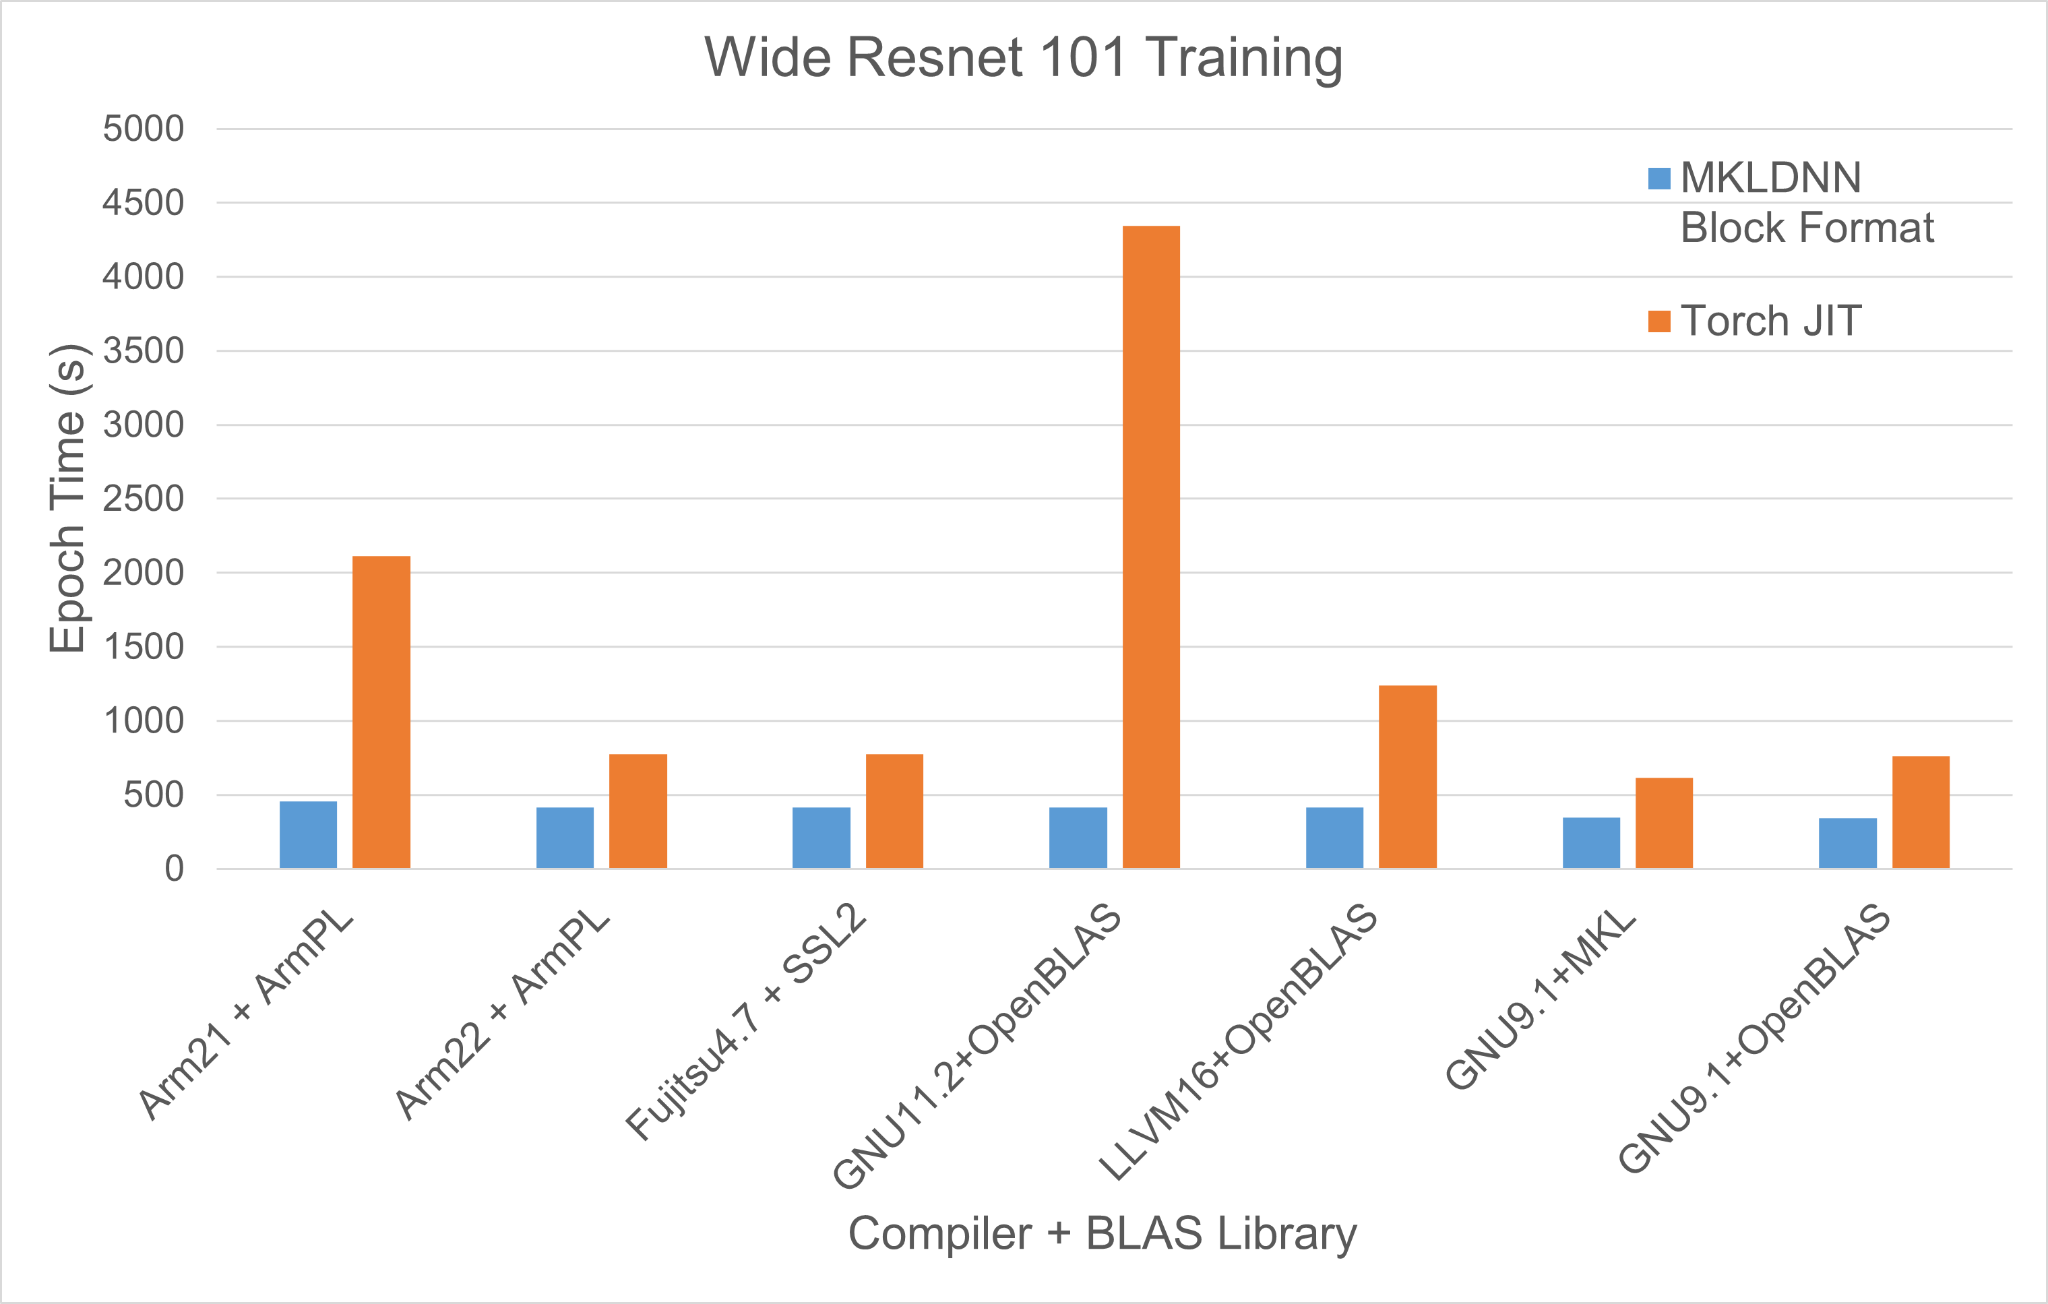 Wide Resnet 101 Training
5000
4500
4000
3500
3000
2500
2000
1500
1000
500
0
Epoch Time (s)
MKLDNN
Block Format
Torch JIT
Arm21 + ArmPL
Arm22 + ArmPL
Fujitsu4.7 + SSL2
GNU11.2+OpenBLAS
LLVM16+OpenBLAS
GNU9.1+MKL
GNU9.1+OpenBLAS
Compiler + BLAS Library